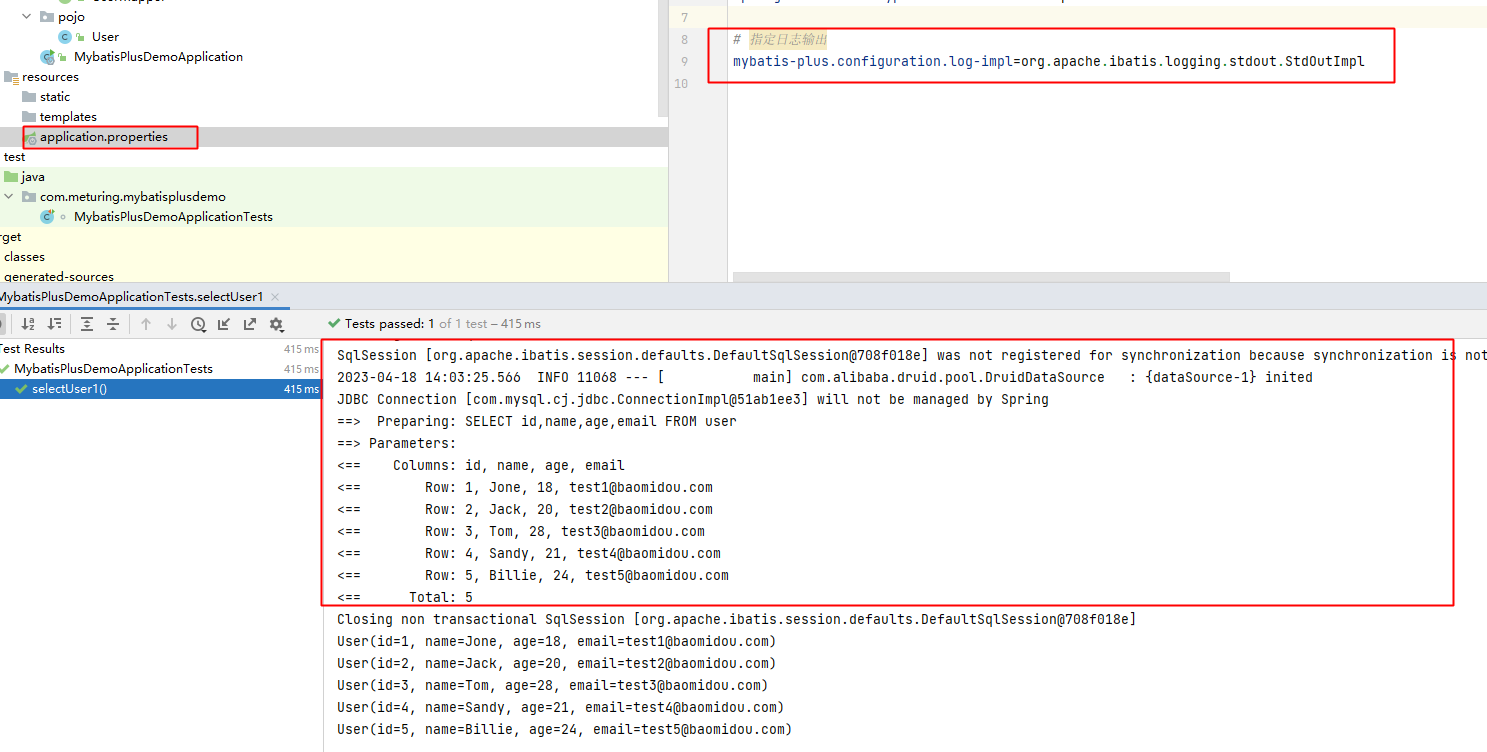 pojo
User
MybatisPlusDemoApplication
resources
static
templates
application.properties
test
java
com.meturing.mybatisplusdemo
MybatisPlusDemoApplicationTests
rget
classes
generated-sources
7
8 # 指定日志输出
9 mybatis-plus.configuration.log-impl=org.apache.ibatis.logging.stdout.StdOutImpl
10
MybatisPlusDemoApplicationTests.selectUser1
Tests passed: 1 of 1 test – 415 ms
Test Results 415 ms
MybatisPlusDemoApplicationTests 415 ms
selectUser1() 415 ms
SqlSession [org.apache.ibatis.session.defaults.DefaultSqlSession@708f018e] was not registered for synchronization because synchronization is not
2023-04-18 14:03:25.566  INFO 11068 --- [           main] com.alibaba.druid.pool.DruidDataSource   : {dataSource-1} inited
JDBC Connection [com.mysql.cj.jdbc.ConnectionImpl@51ab1ee3] will not be managed by Spring
==>  Preparing: SELECT id,name,age,email FROM user
==> Parameters:
<==    Columns: id, name, age, email
<==        Row: 1, Jone, 18, test1@baomidou.com
<==        Row: 2, Jack, 20, test2@baomidou.com
<==        Row: 3, Tom, 28, test3@baomidou.com
<==        Row: 4, Sandy, 21, test4@baomidou.com
<==        Row: 5, Billie, 24, test5@baomidou.com
<==      Total: 5
Closing non transactional SqlSession [org.apache.ibatis.session.defaults.DefaultSqlSession@708f018e]
User(id=1, name=Jone, age=18, email=test1@baomidou.com)
User(id=2, name=Jack, age=20, email=test2@baomidou.com)
User(id=3, name=Tom, age=28, email=test3@baomidou.com)
User(id=4, name=Sandy, age=21, email=test4@baomidou.com)
User(id=5, name=Billie, age=24, email=test5@baomidou.com)